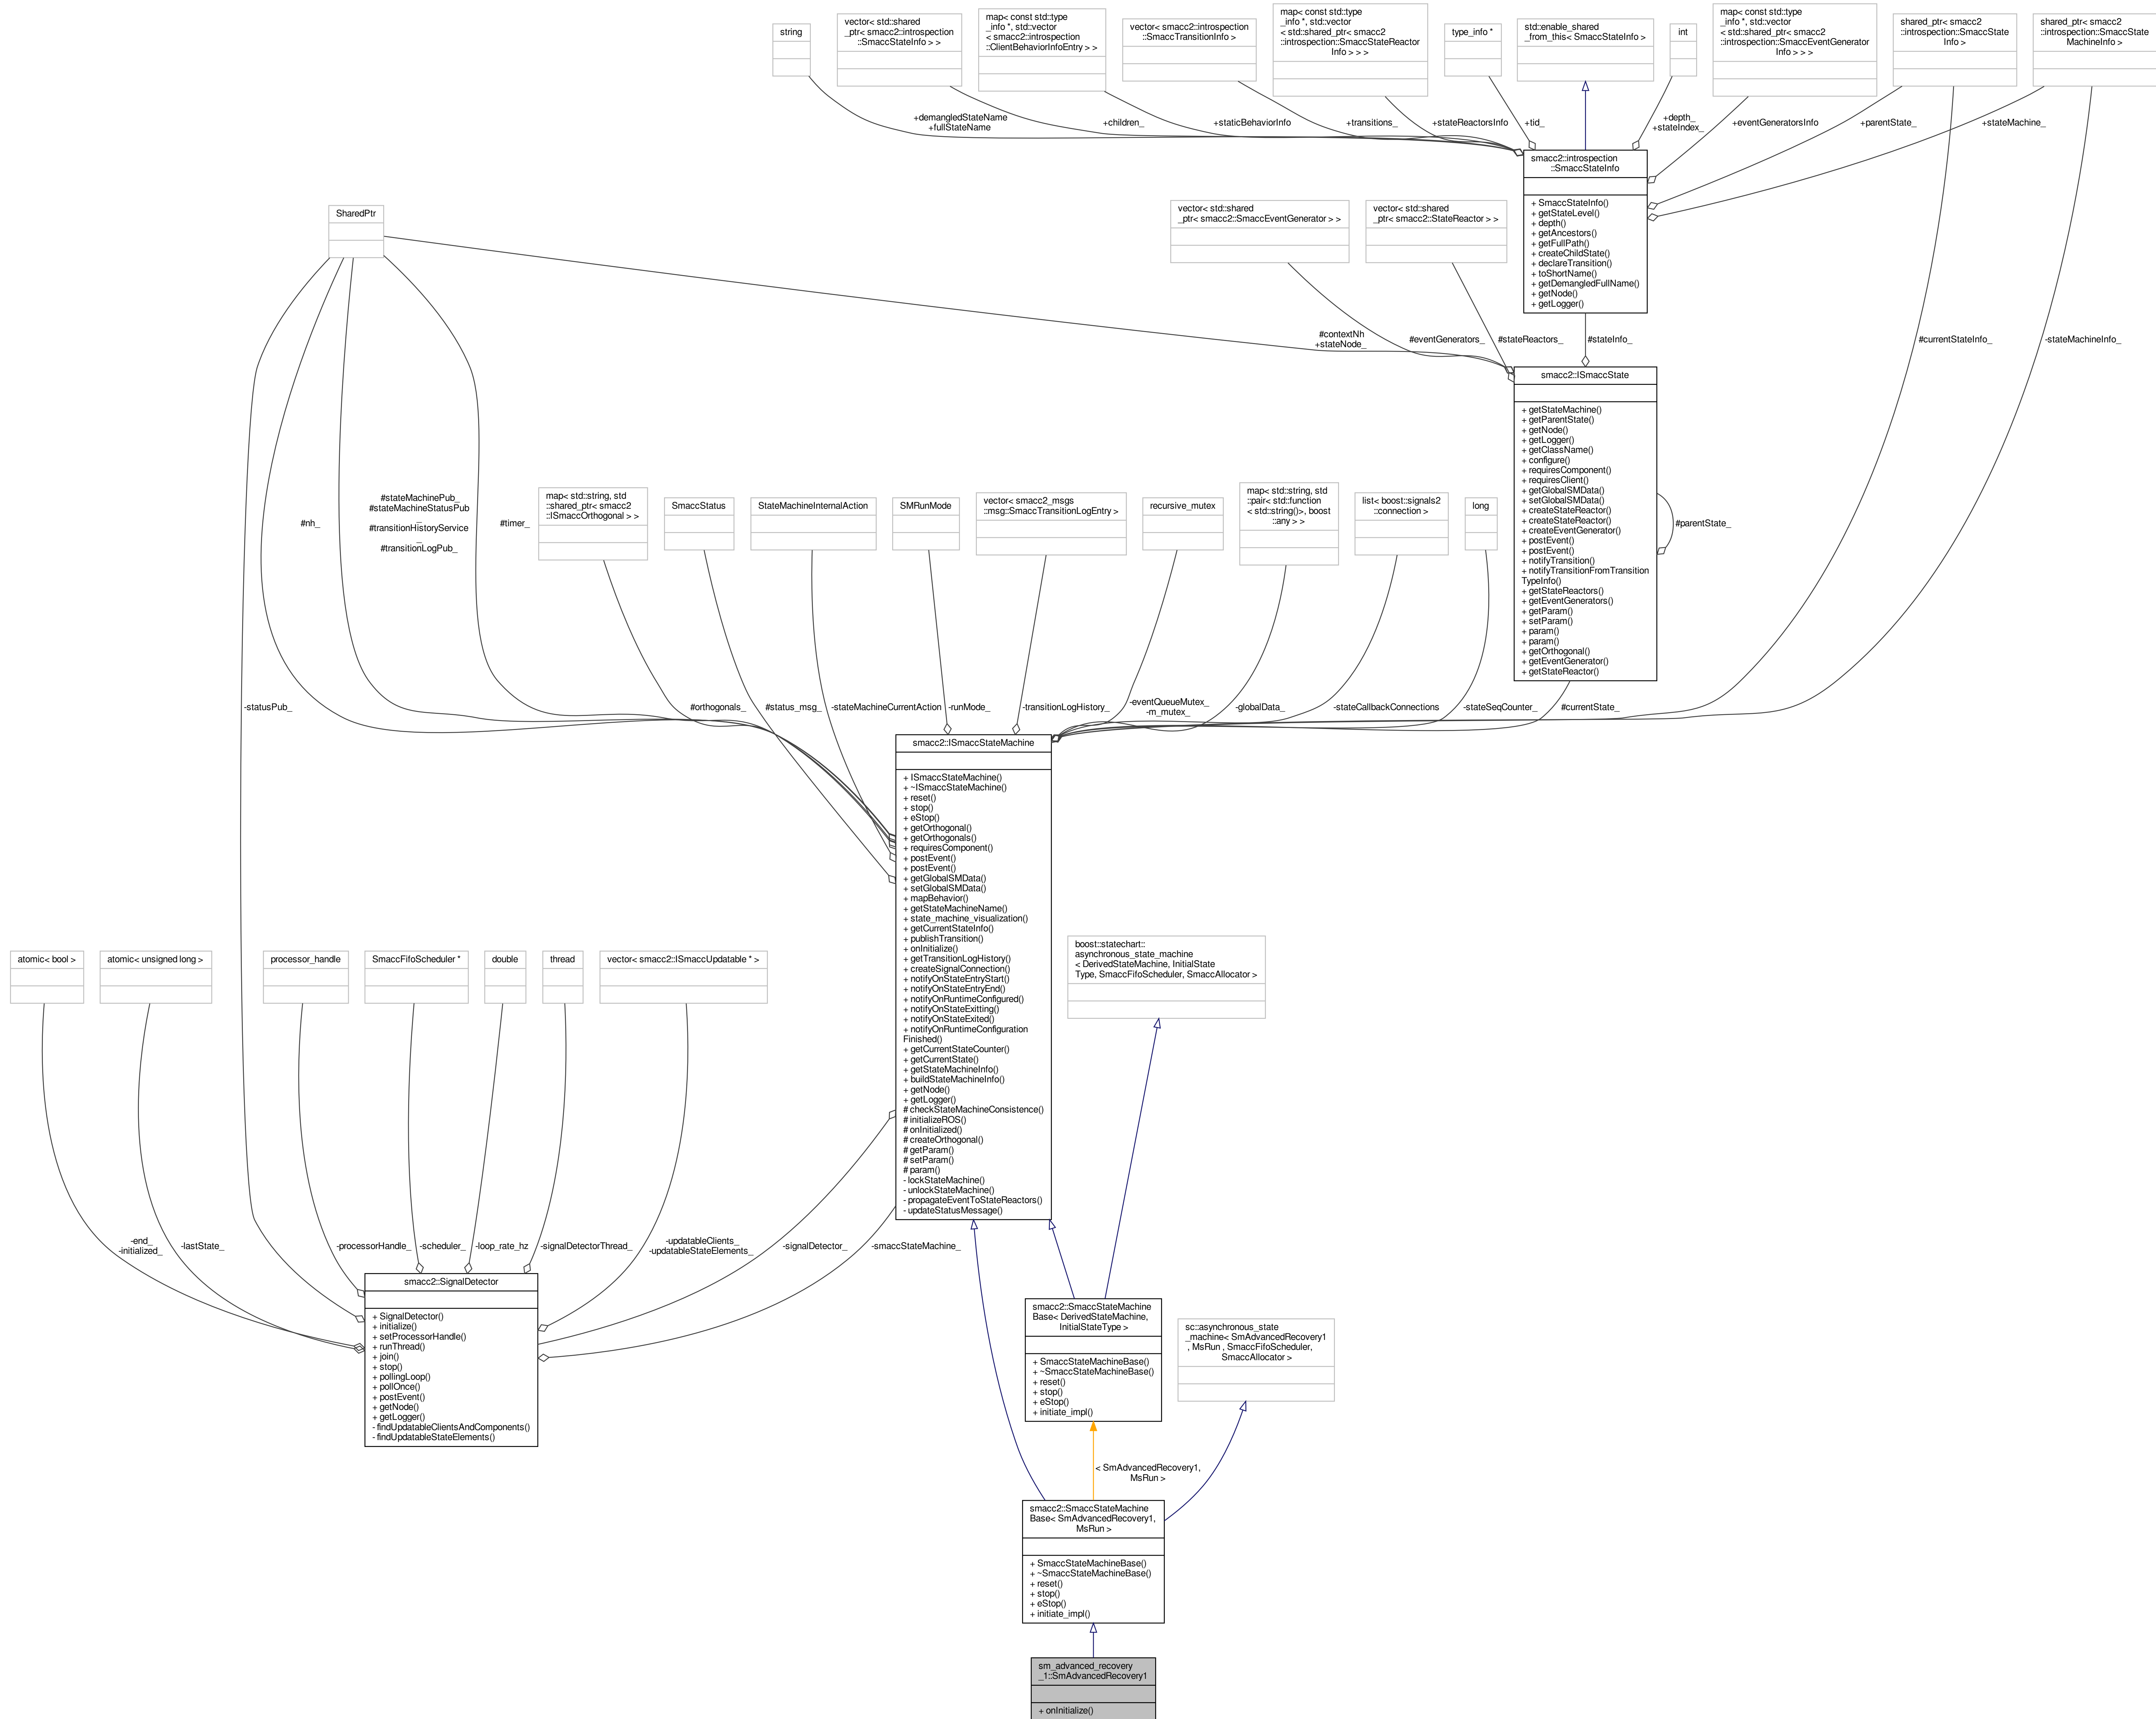 string
vector< std::shared
_ptr< smacc2::introspection
::SmaccStateInfo > >
map< const std::type
_info *, std::vector
< smacc2::introspection
::ClientBehaviorInfoEntry > >
vector< smacc2::introspection
::SmaccTransitionInfo >
map< const std::type
_info *, std::vector
< std::shared_ptr< smacc2
::introspection::SmaccStateReactor
Info > > >
type_info *
std::enable_shared
_from_this< SmaccStateInfo >
int
map< const std::type
_info *, std::vector
< std::shared_ptr< smacc2
::introspection::SmaccEventGenerator
Info > > >
shared_ptr< smacc2
::introspection::SmaccState
Info >
shared_ptr< smacc2
::introspection::SmaccState
MachineInfo >
+demangledStateName
+fullStateName
+children_
+staticBehaviorInfo
+transitions_
+stateReactorsInfo
+tid_
+depth_
+stateIndex_
+eventGeneratorsInfo
+parentState_
+stateMachine_
smacc2::introspection
::SmaccStateInfo
+ SmaccStateInfo()
+ getStateLevel()
+ depth()
+ getAncestors()
+ getFullPath()
+ createChildState()
+ declareTransition()
+ toShortName()
+ getDemangledFullName()
+ getNode()
+ getLogger()
SharedPtr
vector< std::shared
_ptr< smacc2::SmaccEventGenerator > >
vector< std::shared
_ptr< smacc2::StateReactor > >
#contextNh
+stateNode_
#eventGenerators_
#stateReactors_
#stateInfo_
#currentStateInfo_
-stateMachineInfo_
smacc2::ISmaccState
+ getStateMachine()
+ getParentState()
+ getNode()
+ getLogger()
+ getClassName()
+ configure()
+ requiresComponent()
+ requiresClient()
+ getGlobalSMData()
+ setGlobalSMData()
+ createStateReactor()
+ createStateReactor()
+ createEventGenerator()
+ postEvent()
+ postEvent()
+ notifyTransition()
+ notifyTransitionFromTransition
TypeInfo()
+ getStateReactors()
+ getEventGenerators()
+ getParam()
+ setParam()
+ param()
+ param()
+ getOrthogonal()
+ getEventGenerator()
+ getStateReactor()
#parentState_
#nh_
#stateMachinePub_
#stateMachineStatusPub
_
#transitionHistoryService
_
#transitionLogPub_
#timer_
map< std::string, std
::shared_ptr< smacc2
::ISmaccOrthogonal > >
SmaccStatus
StateMachineInternalAction
SMRunMode
vector< smacc2_msgs
::msg::SmaccTransitionLogEntry >
recursive_mutex
map< std::string, std
::pair< std::function
< std::string()>, boost
::any > >
list< boost::signals2
::connection >
long
-statusPub_
#orthogonals_
#status_msg_
-stateMachineCurrentAction
-runMode_
-transitionLogHistory_
-eventQueueMutex_
-m_mutex_
-globalData_
-stateCallbackConnections
-stateSeqCounter_
#currentState_
smacc2::ISmaccStateMachine
+ ISmaccStateMachine()
+ ~ISmaccStateMachine()
+ reset()
+ stop()
+ eStop()
+ getOrthogonal()
+ getOrthogonals()
+ requiresComponent()
+ postEvent()
+ postEvent()
+ getGlobalSMData()
+ setGlobalSMData()
+ mapBehavior()
+ getStateMachineName()
+ state_machine_visualization()
+ getCurrentStateInfo()
+ publishTransition()
+ onInitialize()
+ getTransitionLogHistory()
+ createSignalConnection()
+ notifyOnStateEntryStart()
+ notifyOnStateEntryEnd()
+ notifyOnRuntimeConfigured()
+ notifyOnStateExitting()
+ notifyOnStateExited()
+ notifyOnRuntimeConfiguration
Finished()
+ getCurrentStateCounter()
+ getCurrentState()
+ getStateMachineInfo()
+ buildStateMachineInfo()
+ getNode()
+ getLogger()
# checkStateMachineConsistence()
# initializeROS()
# onInitialized()
# createOrthogonal()
# getParam()
# setParam()
# param()
- lockStateMachine()
- unlockStateMachine()
- propagateEventToStateReactors()
- updateStatusMessage()
atomic< bool >
atomic< unsigned long >
processor_handle
SmaccFifoScheduler *
double
thread
vector< smacc2::ISmaccUpdatable * >
boost::statechart::
asynchronous_state_machine
< DerivedStateMachine, InitialState
Type, SmaccFifoScheduler, SmaccAllocator >
-end_
-initialized_
-lastState_
-processorHandle_
-scheduler_
-loop_rate_hz
-signalDetectorThread_
-updatableClients_
-updatableStateElements_
-signalDetector_
-smaccStateMachine_
smacc2::SignalDetector
+ SignalDetector()
+ initialize()
+ setProcessorHandle()
+ runThread()
+ join()
+ stop()
+ pollingLoop()
+ pollOnce()
+ postEvent()
+ getNode()
+ getLogger()
- findUpdatableClientsAndComponents()
- findUpdatableStateElements()
smacc2::SmaccStateMachine
Base< DerivedStateMachine,
InitialStateType >
+ SmaccStateMachineBase()
+ ~SmaccStateMachineBase()
+ reset()
+ stop()
+ eStop()
+ initiate_impl()
sc::asynchronous_state
_machine< SmAdvancedRecovery1
, MsRun , SmaccFifoScheduler,
SmaccAllocator >
< SmAdvancedRecovery1,
MsRun >
smacc2::SmaccStateMachine
Base< SmAdvancedRecovery1,
MsRun >
+ SmaccStateMachineBase()
+ ~SmaccStateMachineBase()
+ reset()
+ stop()
+ eStop()
+ initiate_impl()
sm_advanced_recovery
_1::SmAdvancedRecovery1
+ onInitialize()